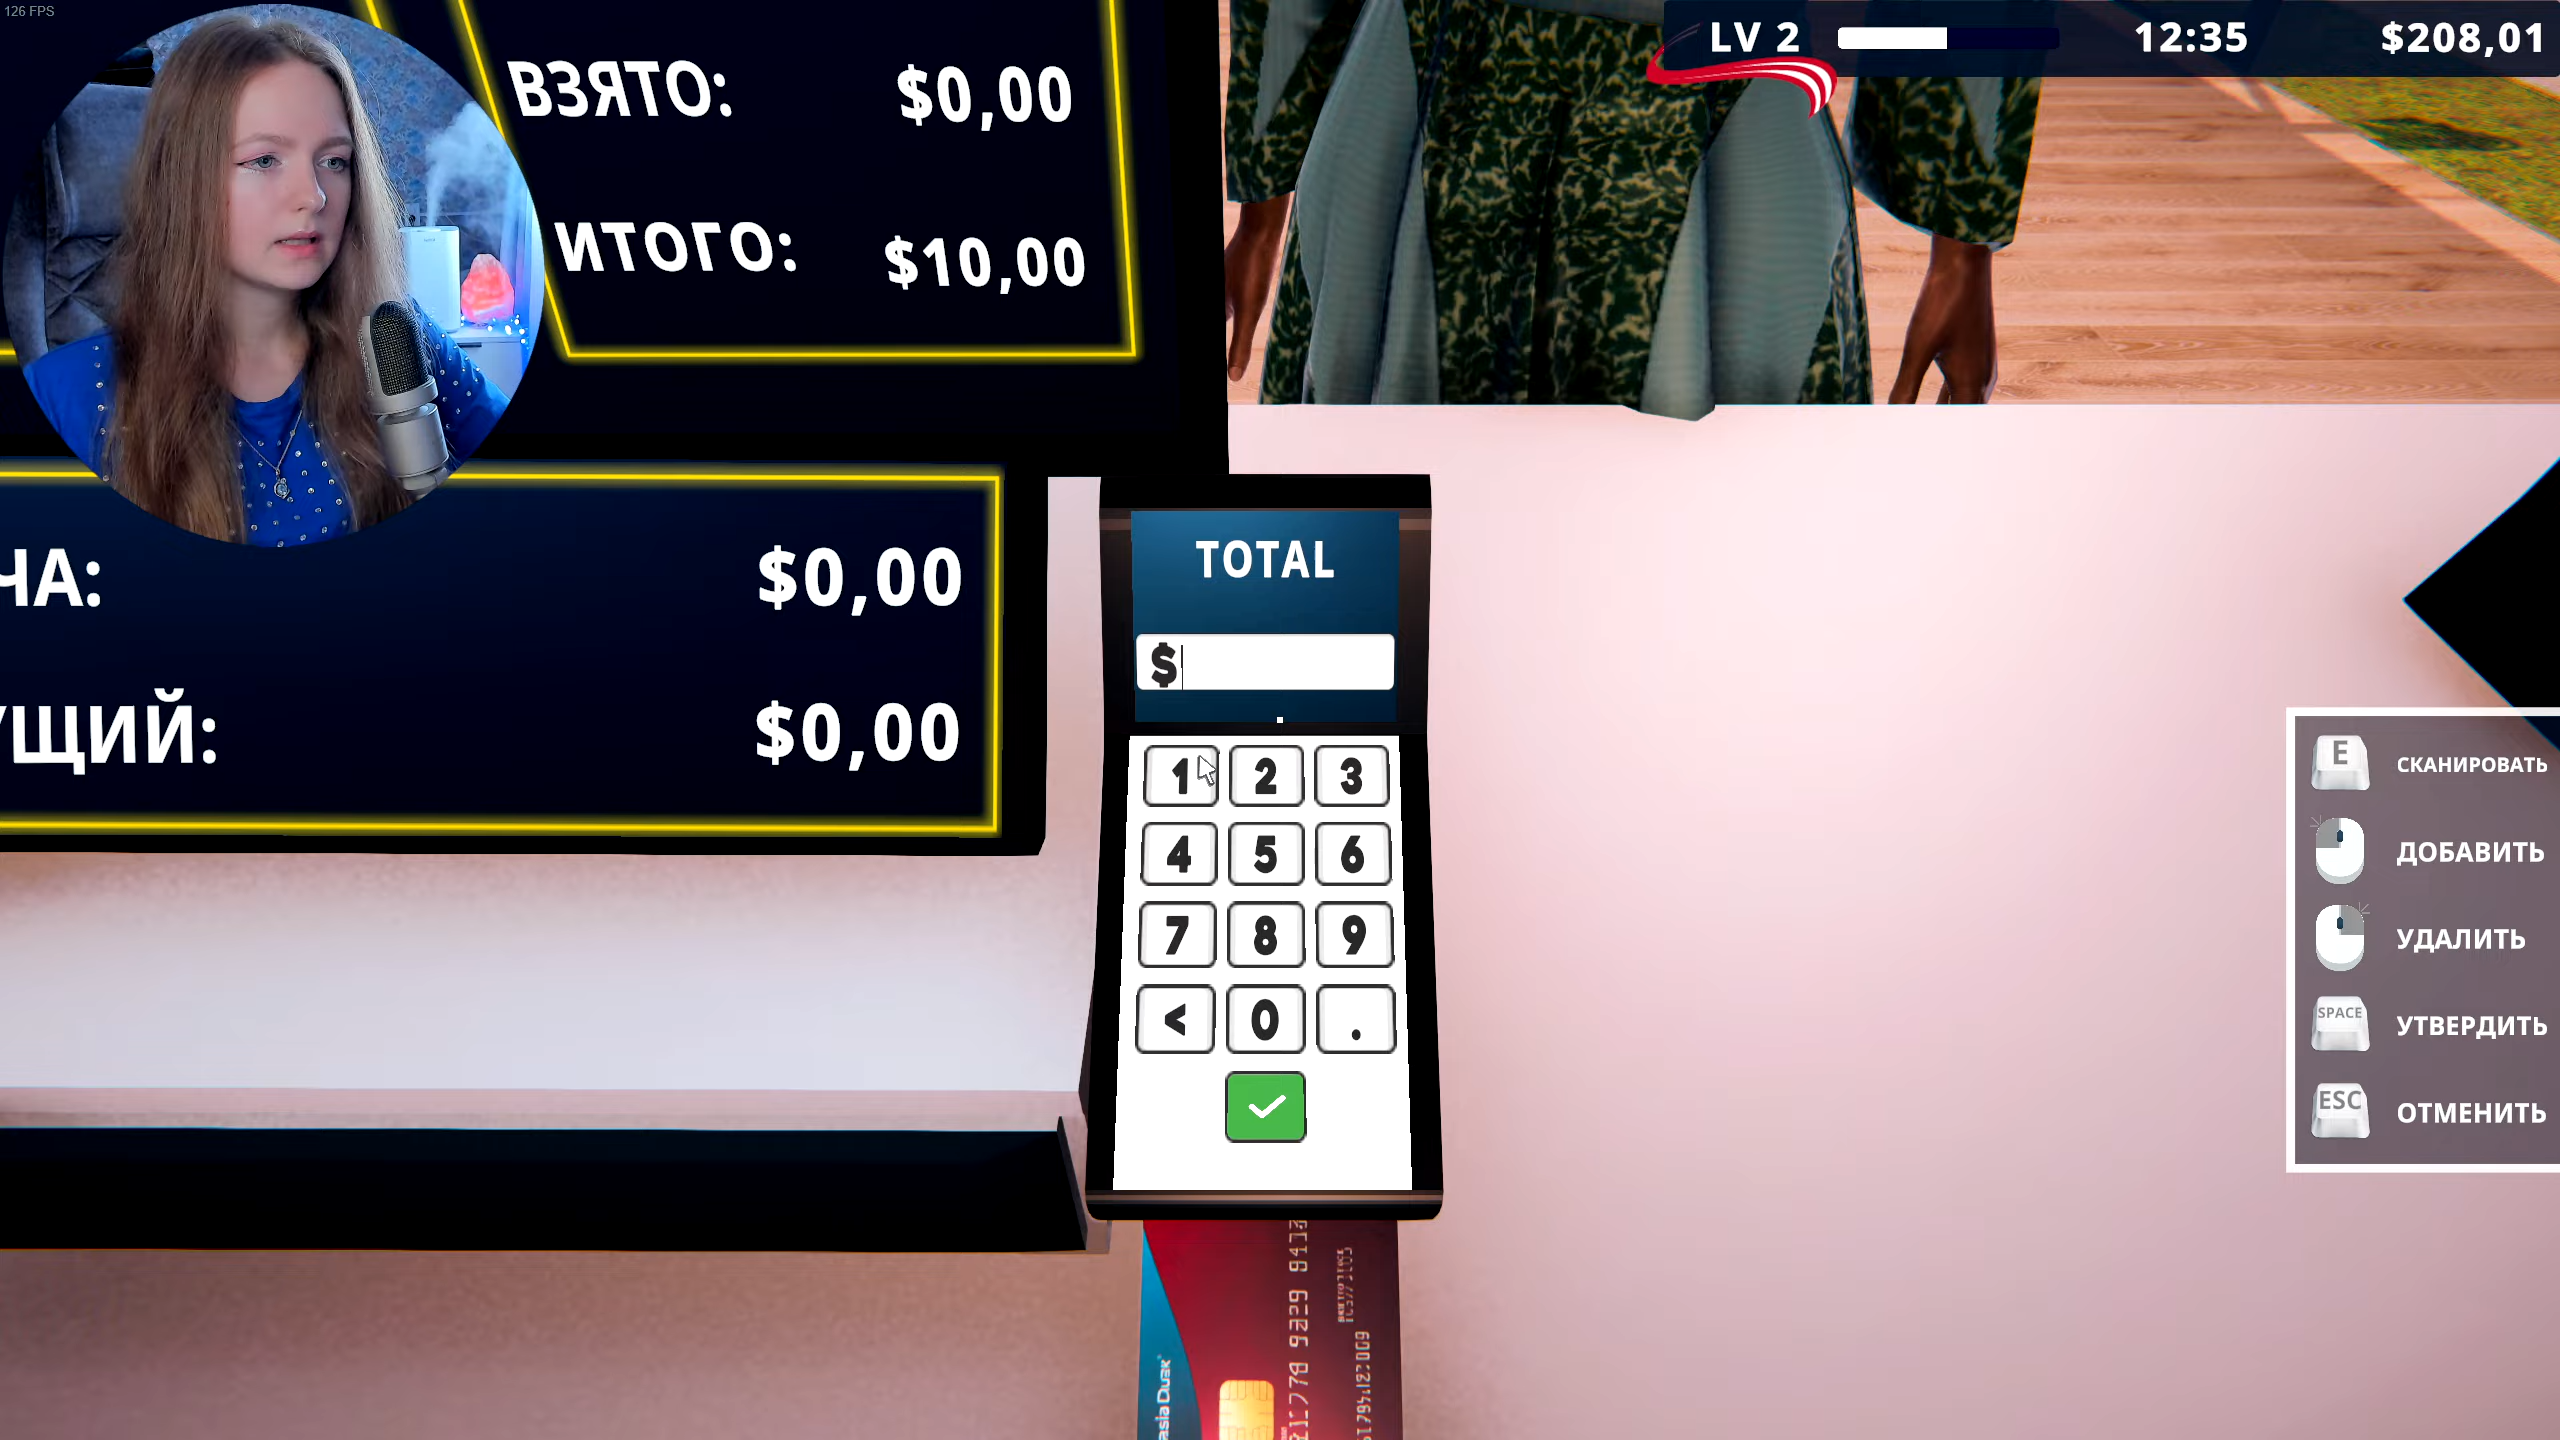 126 FPS
LV 2 12:35 $208,01
ВЗЯТО: $0,00
ИТОГО: $10,00
ЧА: $0,00
УЩИЙ: $0,00
TOTAL
$
1 2 3
4 5 6
7 8 9
< 0 .
E СКАНИРОВАТЬ
ДОБАВИТЬ
УДАЛИТЬ
SPACE УТВЕРДИТЬ
ESC ОТМЕНИТЬ